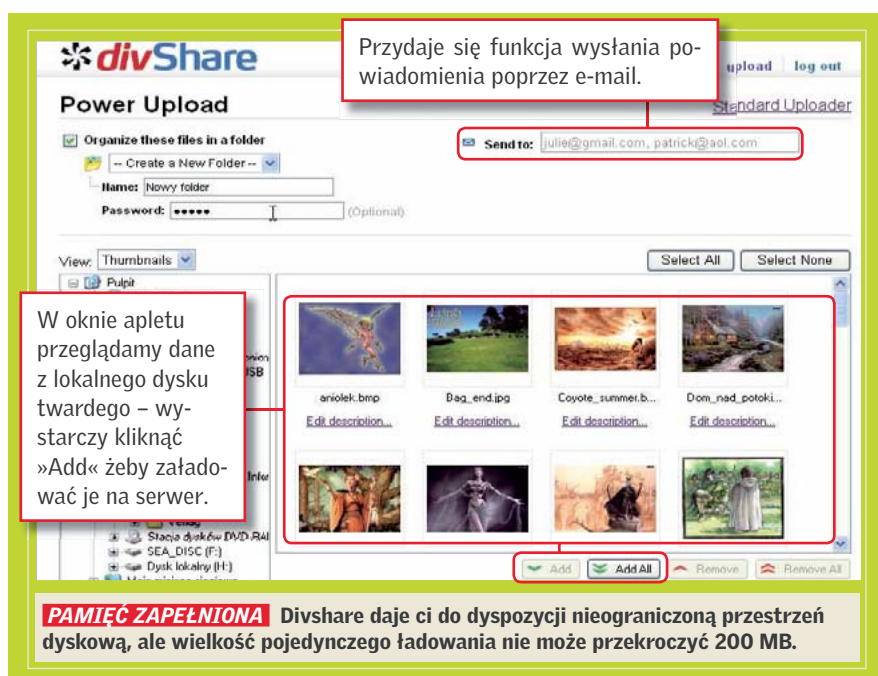 divShare
Przydaje się funkcja wysłania po-
wiadomienia poprzez e-mail.
upload log out
Power Upload
Standard Uploader
Organize these files in a folder
Send to: julie@gmail.com, patrick@aol.com
-- Create a New Folder --
Name: Nowy folder
Password: ••••• (Optional)
View: Thumbnails
Select All Select None
Pulpit
W oknie apletu
przeglądamy dane
z lokalnego dysku
twardego – wy-
starczy kliknąć
»Add« żeby załado-
wać je na serwer.
aniolek.bmp Bag_end.jpg Coyote_summer.b... Dom_nad_potoki...
Edit description... Edit description... Edit description... Edit description...
Stacja dysków DVD-RAM
SEA_DISC (F:)
Dysk lokalny (H:)
Add Add All Remove Remove All
PAMIĘĆ ZAPEŁNIONA Divshare daje ci do dyspozycji nieograniczoną przestrzeń
dyskową, ale wielkość pojedynczego ładowania nie może przekroczyć 200 MB.